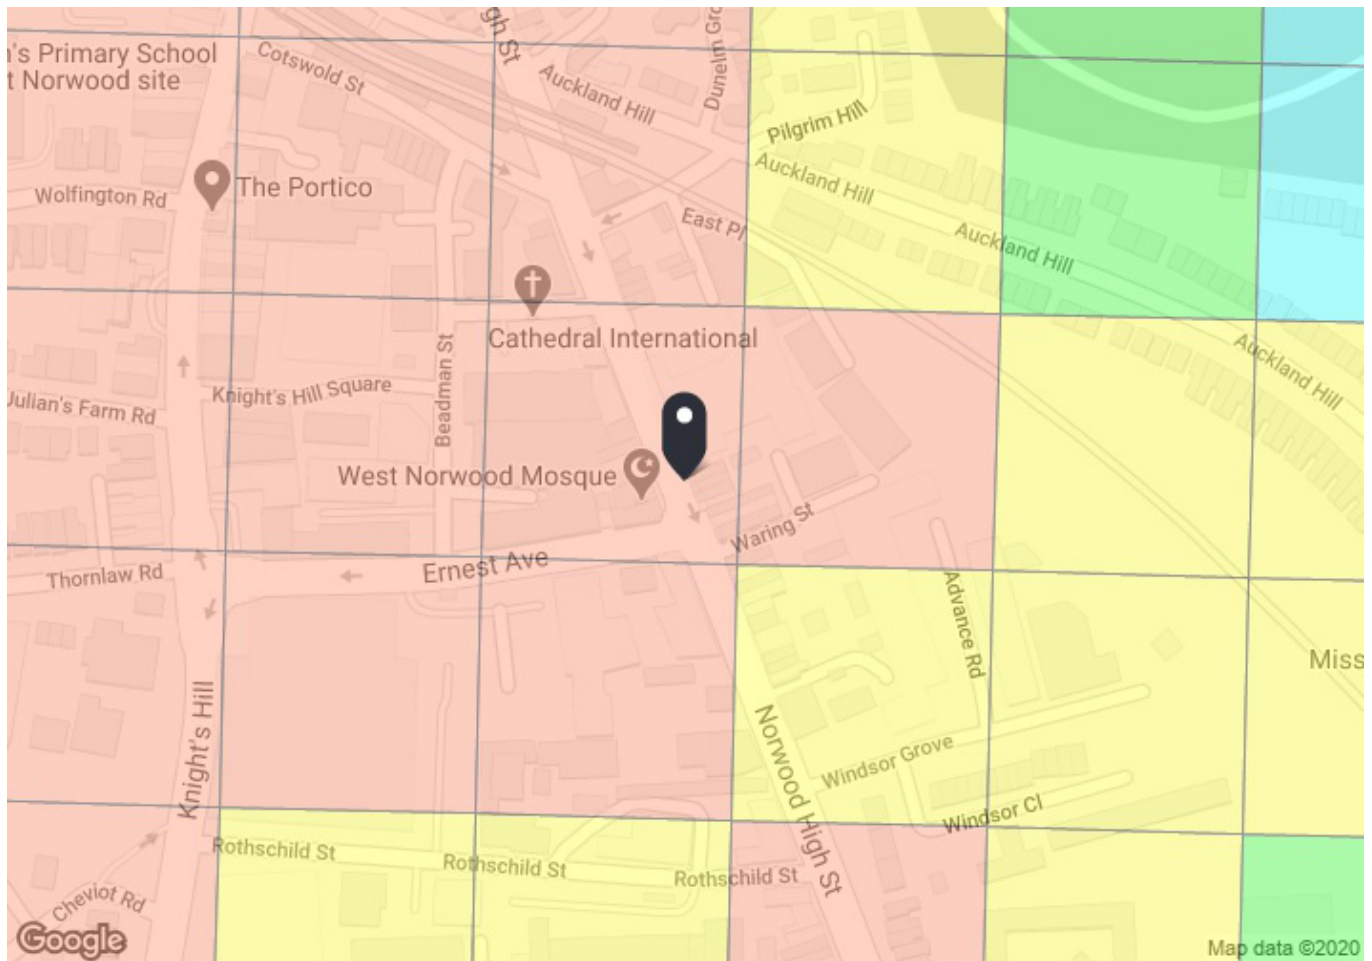 gh St
n's Primary School
t Norwood site
Cotswold St
Auckland Hill
Dunelm Gro
Pilgrim Hill
Auckland Hill
Wolfington Rd
The Portico
East Pl
Auckland Hill
Cathedral International
Auckland Hill
Knight's Hill Square
Beadman St
Julian's Farm Rd
West Norwood Mosque
Waring St
Thornlaw Rd
Ernest Ave
Advance Rd
Miss
Knight's Hill
Norwood High St
Windsor Grove
Windsor Cl
Rothschild St
Rothschild St
Rothschild St
Cheviot Rd
Google
Map data ©2020